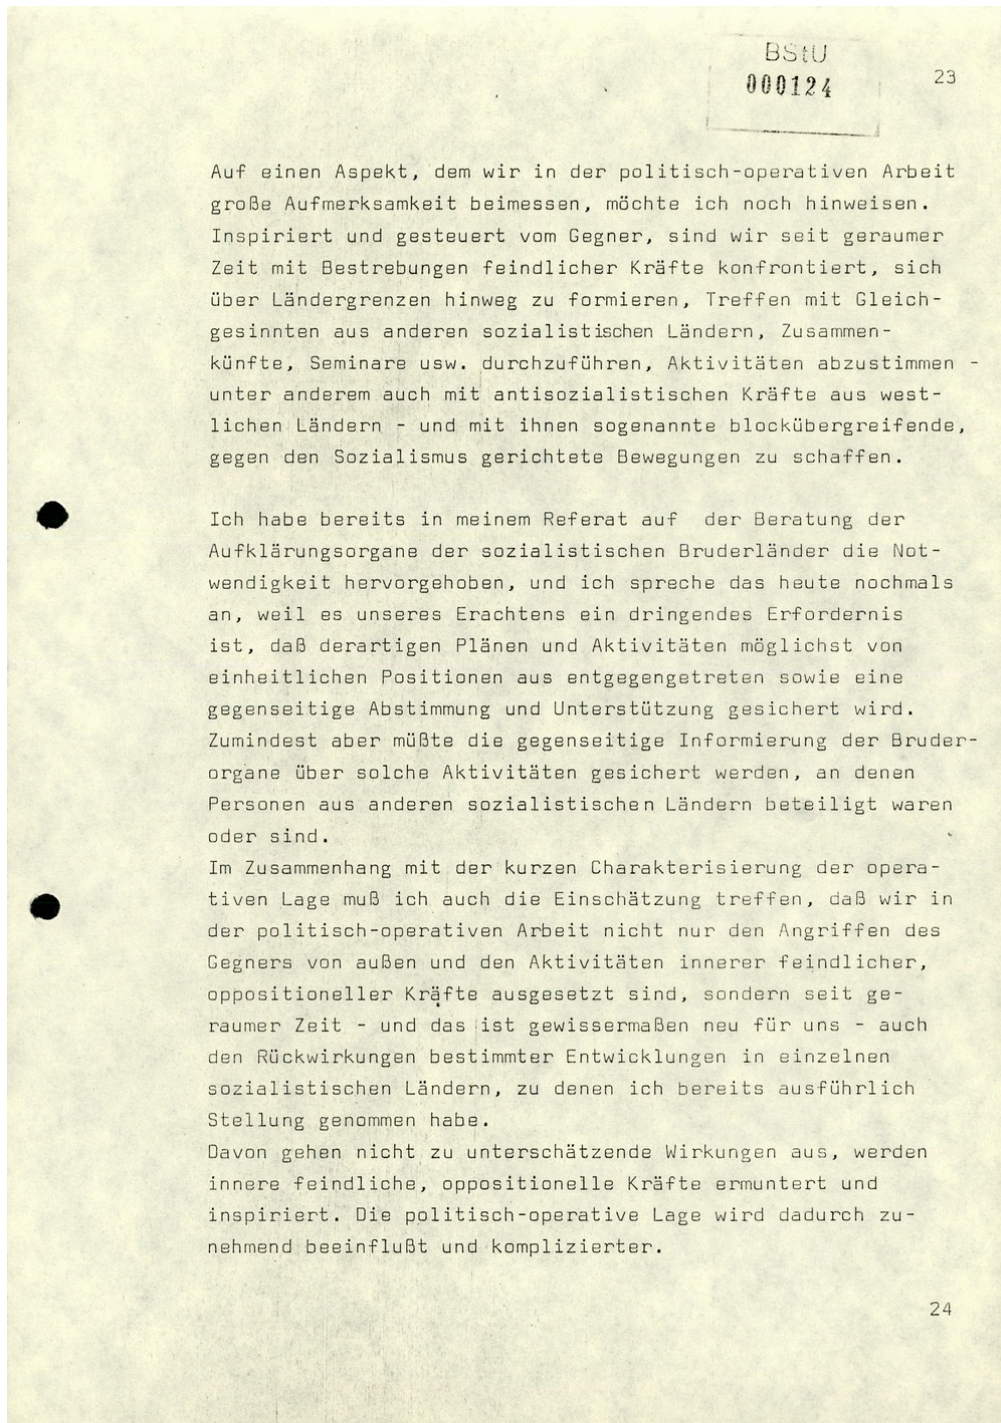 BStU
000124
23
Auf einen Aspekt, dem wir in der politisch-operativen Arbeit
große Aufmerksamkeit beimessen, möchte ich noch hinweisen.
Inspiriert und gesteuert vom Gegner, sind wir seit geraumer
Zeit mit Bestrebungen feindlicher Kräfte konfrontiert, sich
über Ländergrenzen hinweg zu formieren, Treffen mit Gleich-
gesinnten aus anderen sozialistischen Ländern, Zusammen-
künfte, Seminare usw. durchzuführen, Aktivitäten abzustimmen -
unter anderem auch mit antisozialistischen Kräfte aus west-
lichen Ländern - und mit ihnen sogenannte blockübergreifende,
gegen den Sozialismus gerichtete Bewegungen zu schaffen.
Ich habe bereits in meinem Referat auf der Beratung der
Aufklärungsorgane der sozialistischen Bruderländer die Not-
wendigkeit hervorgehoben, und ich spreche das heute nochmals
an, weil es unseres Erachtens ein dringendes Erfordernis
ist, daß derartigen Plänen und Aktivitäten möglichst von
einheitlichen Positionen aus entgegengetreten sowie eine
gegenseitige Abstimmung und Unterstützung gesichert wird.
Zumindest aber müßte die gegenseitige Informierung der Bruder-
organe über solche Aktivitäten gesichert werden, an denen
Personen aus anderen sozialistischen Ländern beteiligt waren
oder sind.
Im Zusammenhang mit der kurzen Charakterisierung der opera-
tiven Lage muß ich auch die Einschätzung treffen, daß wir in
der politisch-operativen Arbeit nicht nur den Angriffen des
Gegners von außen und den Aktivitäten innerer feindlicher,
oppositioneller Kräfte ausgesetzt sind, sondern seit ge-
raumer Zeit - und das ist gewissermaßen neu für uns - auch
den Rückwirkungen bestimmter Entwicklungen in einzelnen
sozialistischen Ländern, zu denen ich bereits ausführlich
Stellung genommen habe.
Davon gehen nicht zu unterschätzende Wirkungen aus, werden
innere feindliche, oppositionelle Kräfte ermuntert und
inspiriert. Die politisch-operative Lage wird dadurch zu-
nehmend beeinflußt und komplizierter.
24